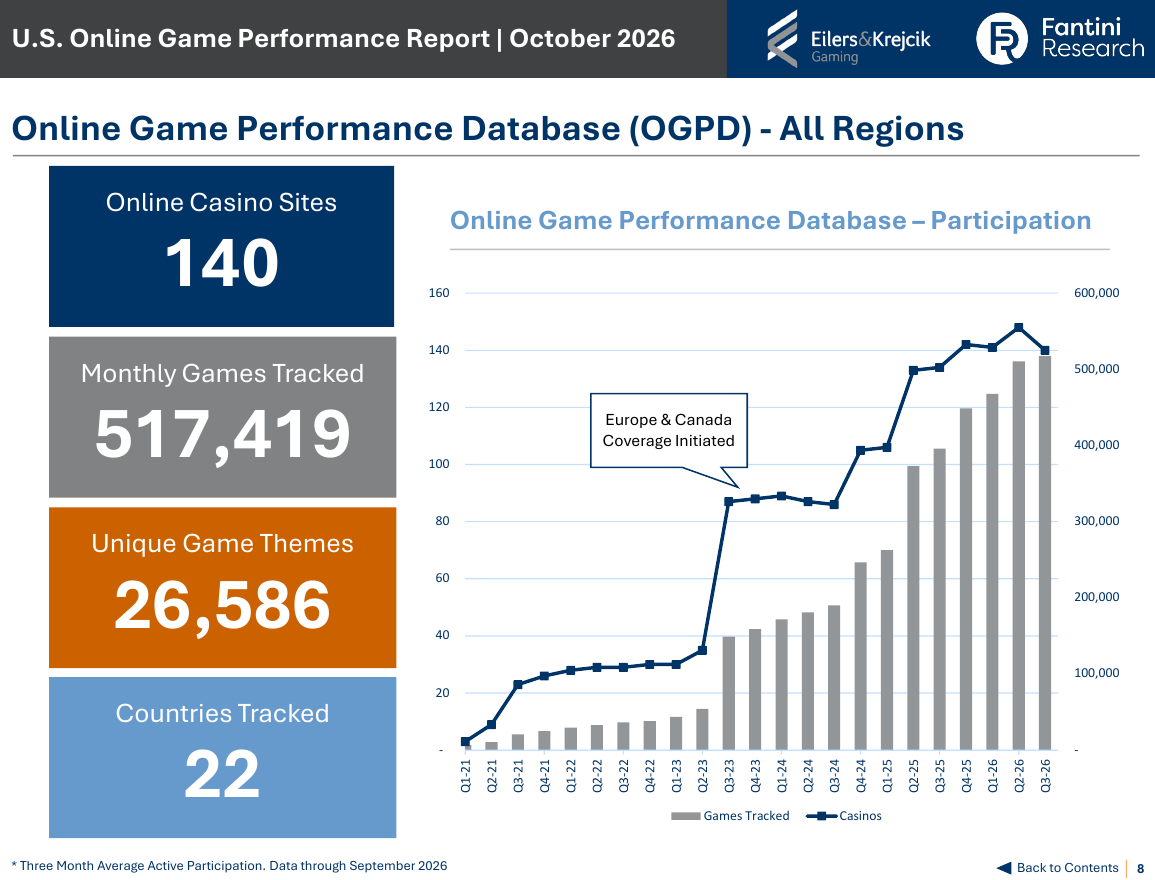 U.S. Online Game Performance Report | October 2026
Eilers&Krejcik
Gaming
Fantini
Research
Online Game Performance Database (OGPD) - All Regions
Online Casino Sites
140
Monthly Games Tracked
517,419
Unique Game Themes
26,586
Countries Tracked
22
Online Game Performance Database – Participation
160
140
120
100
80
60
40
20
-
600,000
500,000
400,000
300,000
200,000
100,000
-
Europe & Canada
Coverage Initiated
Q1-21
Q2-21
Q3-21
Q4-21
Q1-22
Q2-22
Q3-22
Q4-22
Q1-23
Q2-23
Q3-23
Q4-23
Q1-24
Q2-24
Q3-24
Q4-24
Q1-25
Q2-25
Q3-25
Q4-25
Q1-26
Q2-26
Q3-26
Games Tracked
Casinos
* Three Month Average Active Participation. Data through September 2026
Back to Contents
8